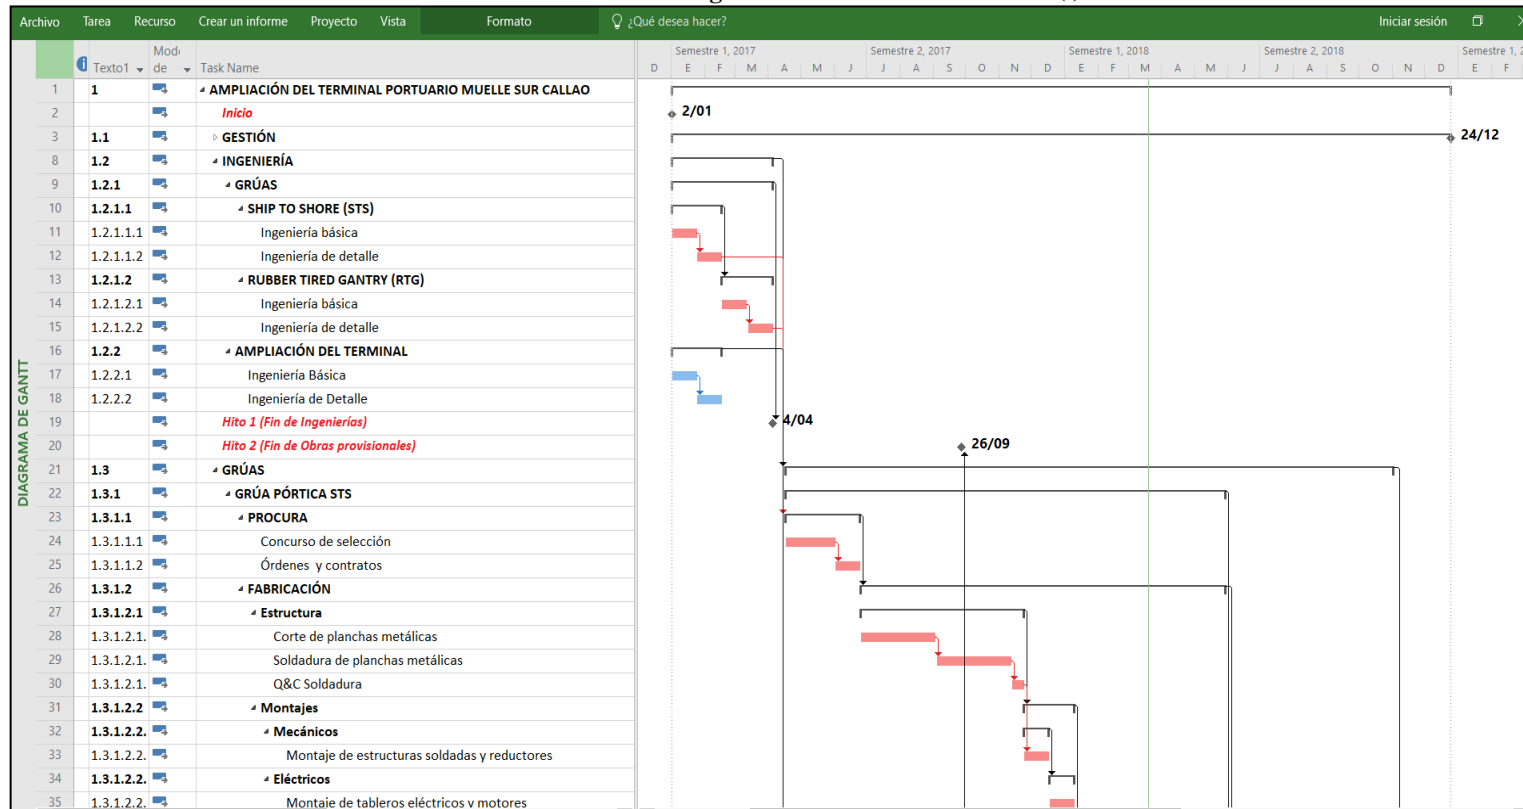 Archivo Tarea Recurso Crear un informe Proyecto Vista Formato ¿Qué desea hacer? Iniciar sesión
Semestre 1, 2017 Semestre 2, 2017 Semestre 1, 2018 Semestre 2, 2018 Semestre 1, 2
Texto1 Mod de Task Name D E F M A M J J A S O N D E F M A M J J A S O N D E F
DIAGRAMA DE GANTT
1 1 AMPLIACIÓN DEL TERMINAL PORTUARIO MUELLE SUR CALLAO
2 Inicio 2/01
3 1.1 GESTIÓN 24/12
8 1.2 INGENIERÍA
9 1.2.1 GRÚAS
10 1.2.1.1 SHIP TO SHORE (STS)
11 1.2.1.1.1 Ingeniería básica
12 1.2.1.1.2 Ingeniería de detalle
13 1.2.1.2 RUBBER TIRED GANTRY (RTG)
14 1.2.1.2.1 Ingeniería básica
15 1.2.1.2.2 Ingeniería de detalle
16 1.2.2 AMPLIACIÓN DEL TERMINAL
17 1.2.2.1 Ingeniería Básica
18 1.2.2.2 Ingeniería de Detalle
19 Hito 1 (Fin de Ingenierías) 4/04
20 Hito 2 (Fin de Obras provisionales) 26/09
21 1.3 GRÚAS
22 1.3.1 GRÚA PÓRTICA STS
23 1.3.1.1 PROCURA
24 1.3.1.1.1 Concurso de selección
25 1.3.1.1.2 Órdenes y contratos
26 1.3.1.2 FABRICACIÓN
27 1.3.1.2.1 Estructura
28 1.3.1.2.1. Corte de planchas metálicas
29 1.3.1.2.1. Soldadura de planchas metálicas
30 1.3.1.2.1. Q&C Soldadura
31 1.3.1.2.2 Montajes
32 1.3.1.2.2. Mecánicos
33 1.3.1.2.2. Montaje de estructuras soldadas y reductores
34 1.3.1.2.2. Eléctricos
35 1.3.1.2.2. Montaje de tableros eléctricos y motores